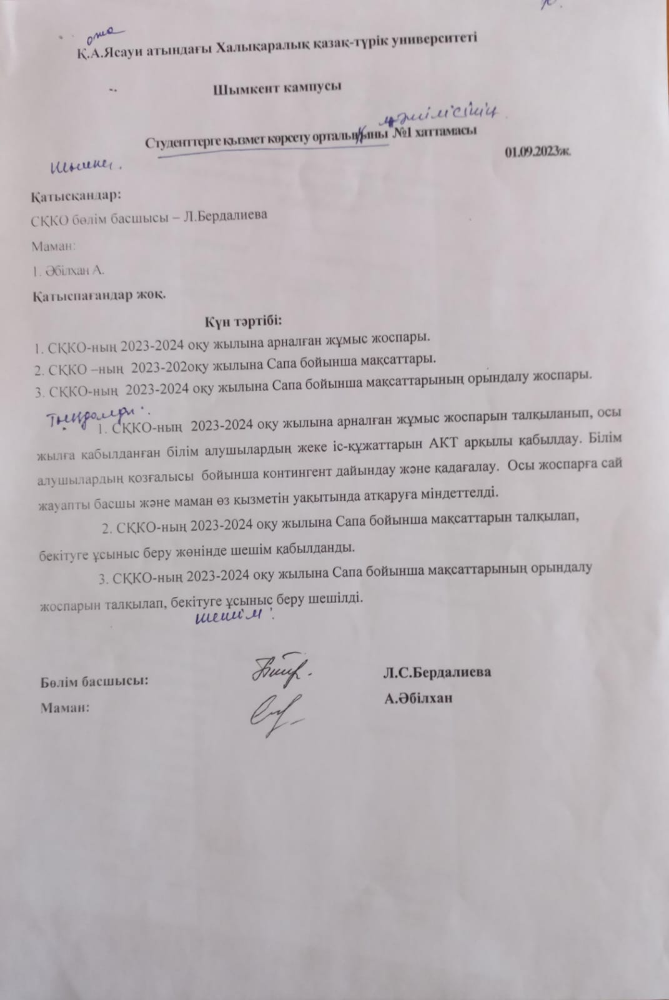 Қ.А.Ясауи атындағы Халықаралық қазақ-түрік университеті
Шымкент кампусы
мәжілісінің
Студенттерге қызмет көрсету орталығыны №1 хаттамасы
01.09.2023ж.
Қатысқандар:
СҚКО бөлім басшысы – Л.Бердалиева
Маман:
1. Әбілхан А.
Қатыспағандар жоқ.
Күн тәртібі:
1. СҚКО-ның 2023-2024 оқу жылына арналған жұмыс жоспары.
2. СҚКО –ның 2023-202оқу жылына Сапа бойынша мақсаттары.
3. СҚКО-ның 2023-2024 оқу жылына Сапа бойынша мақсаттарының орындалу жоспары.
Тыңдалды:
1. СҚКО-ның 2023-2024 оқу жылына арналған жұмыс жоспарын талқыланып, осы
жылға қабылданған білім алушылардың жеке іс-құжаттарын АКТ арқылы қабылдау. Білім
алушылардың қозғалысы бойынша контингент дайындау және қадағалау. Осы жоспарға сай
жауапты басшы және маман өз қызметін уақытында атқаруға міндеттелді.
2. СҚКО-ның 2023-2024 оқу жылына Сапа бойынша мақсаттарын талқылап,
бекітуге ұсыныс беру жөнінде шешім қабылданды.
3. СҚКО-ның 2023-2024 оқу жылына Сапа бойынша мақсаттарының орындалу
жоспарын талқылап, бекітуге ұсыныс беру шешілді.
шешім:
Бөлім басшысы: Л.С.Бердалиева
Маман: А.Әбілхан